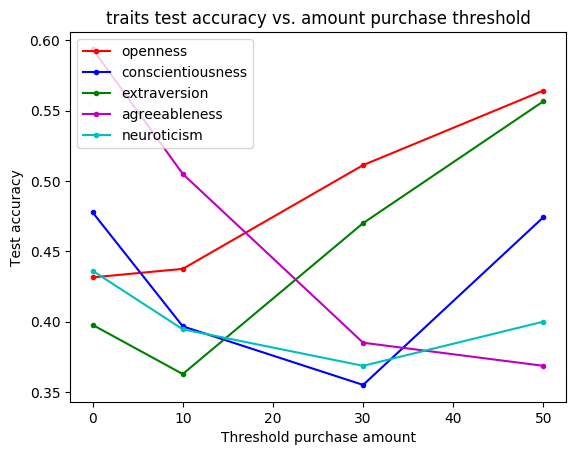 traits test accuracy vs. amount purchase threshold
openness
conscientiousness
extraversion
agreeableness
neuroticism
Test accuracy
0.60
0.55
0.50
0.45
0.40
0.35
0
10
20
30
40
50
Threshold purchase amount